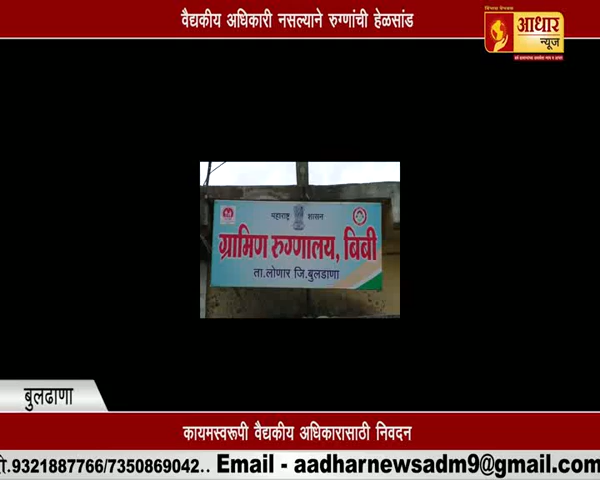 वैद्यकीय अधिकारी नसल्याने रुग्णांची हेळसांड
आधार
न्यूज
महाराष्ट्र शासन
ग्रामिण रुग्णालय, बिबी
ता.लोणार जि.बुलडाणा
बुलढाणा
कायमस्वरूपी वैद्यकीय अधिकारासाठी निवदन
ो.9321887766/7350869042.. Email - aadharnewsadm9@gmail.com